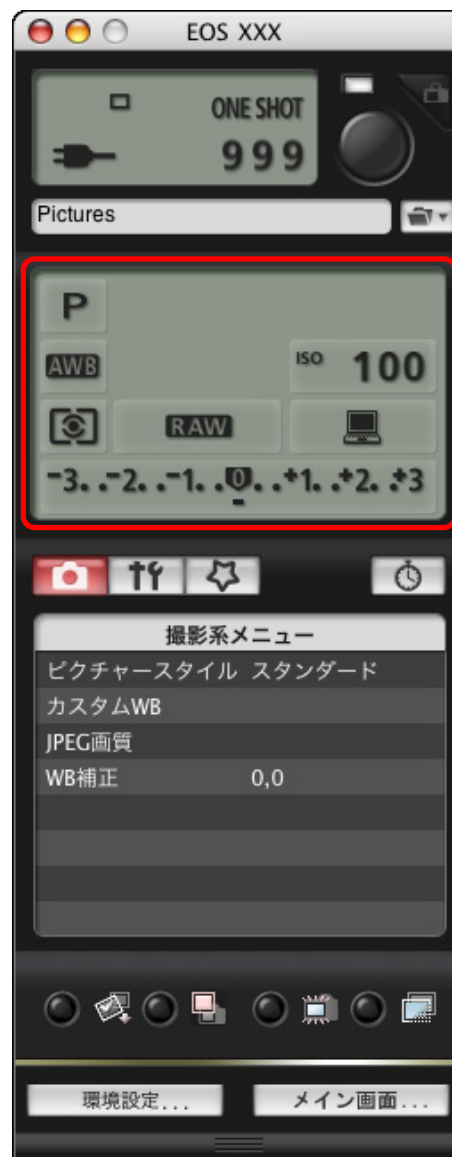 EOS XXX
ONE SHOT
999
Pictures
P
AWB
ISO 100
RAW
-3. .-2. .-1. .0. .+1. .+2. .+3
撮影系メニュー
ピクチャースタイル スタンダード
カスタムWB
JPEG画質
WB補正 0,0
環境設定... メイン画面...